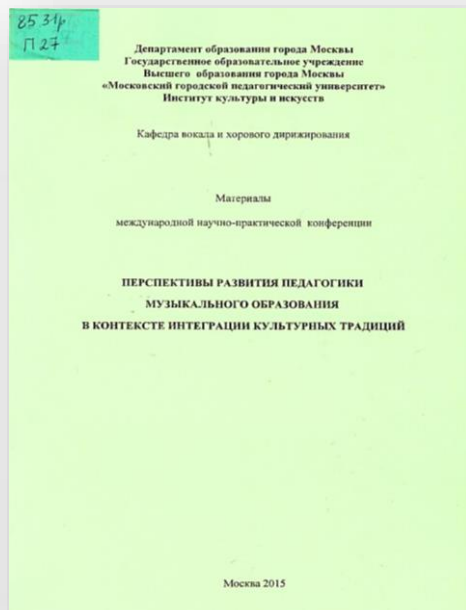 85.31р
П 27
Департамент образования города Москвы
Государственное образовательное учреждение
Высшего образования города Москвы
«Московский городской педагогический университет»
Институт культуры и искусств
Кафедра вокала и хорового дирижирования
Материалы
международной научно-практической конференции
ПЕРСПЕКТИВЫ РАЗВИТИЯ ПЕДАГОГИКИ
МУЗЫКАЛЬНОГО ОБРАЗОВАНИЯ
В КОНТЕКСТЕ ИНТЕГРАЦИИ КУЛЬТУРНЫХ ТРАДИЦИЙ
Москва 2015